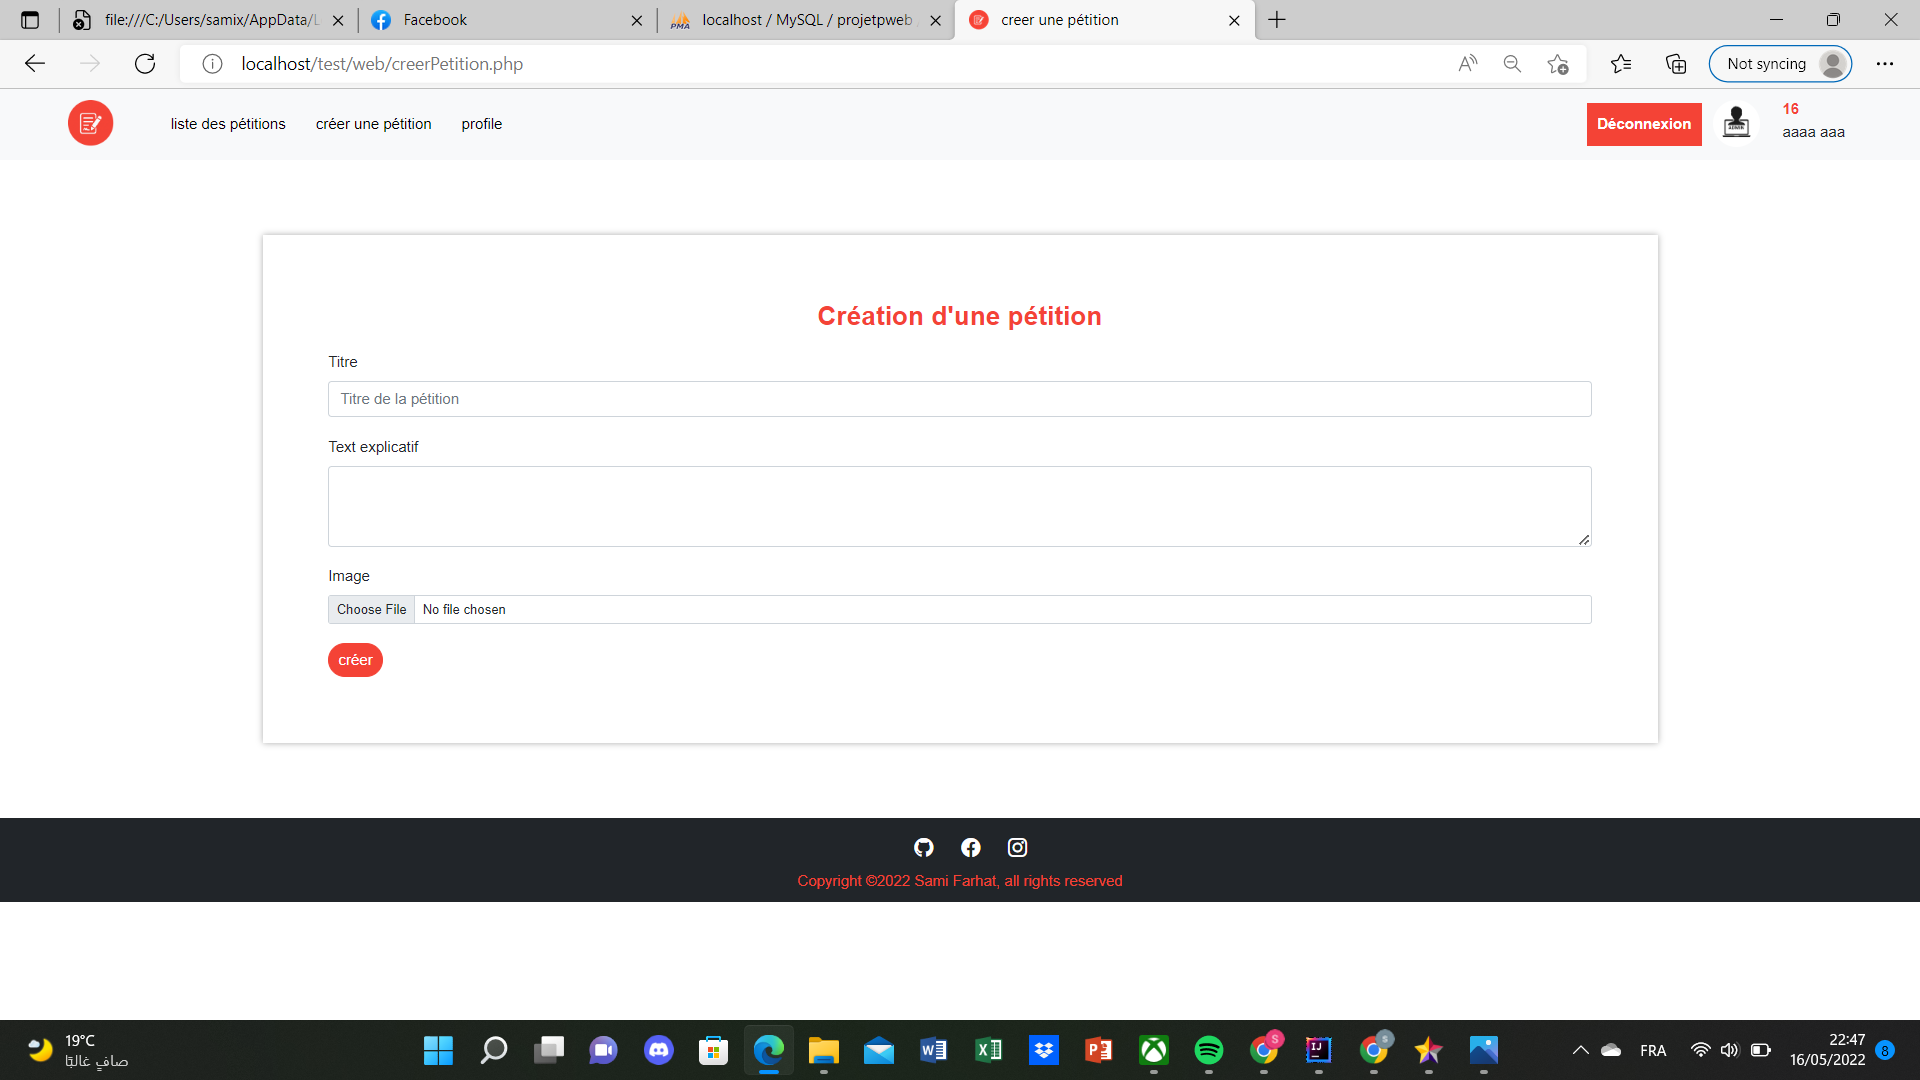 file:///C:/Users/samix/AppData/L
Facebook
localhost / MySQL / projetpweb
creer une pétition
localhost/test/web/creerPetition.php
Not syncing
liste des pétitions
créer une pétition
profile
Déconnexion
16
aaaa aaa
Création d'une pétition
Titre
Titre de la pétition
Text explicatif
Image
Choose File
No file chosen
créer
Copyright ©2022 Sami Farhat, all rights reserved
19°C
صافٍ غالبًا
FRA
22:47
16/05/2022
8